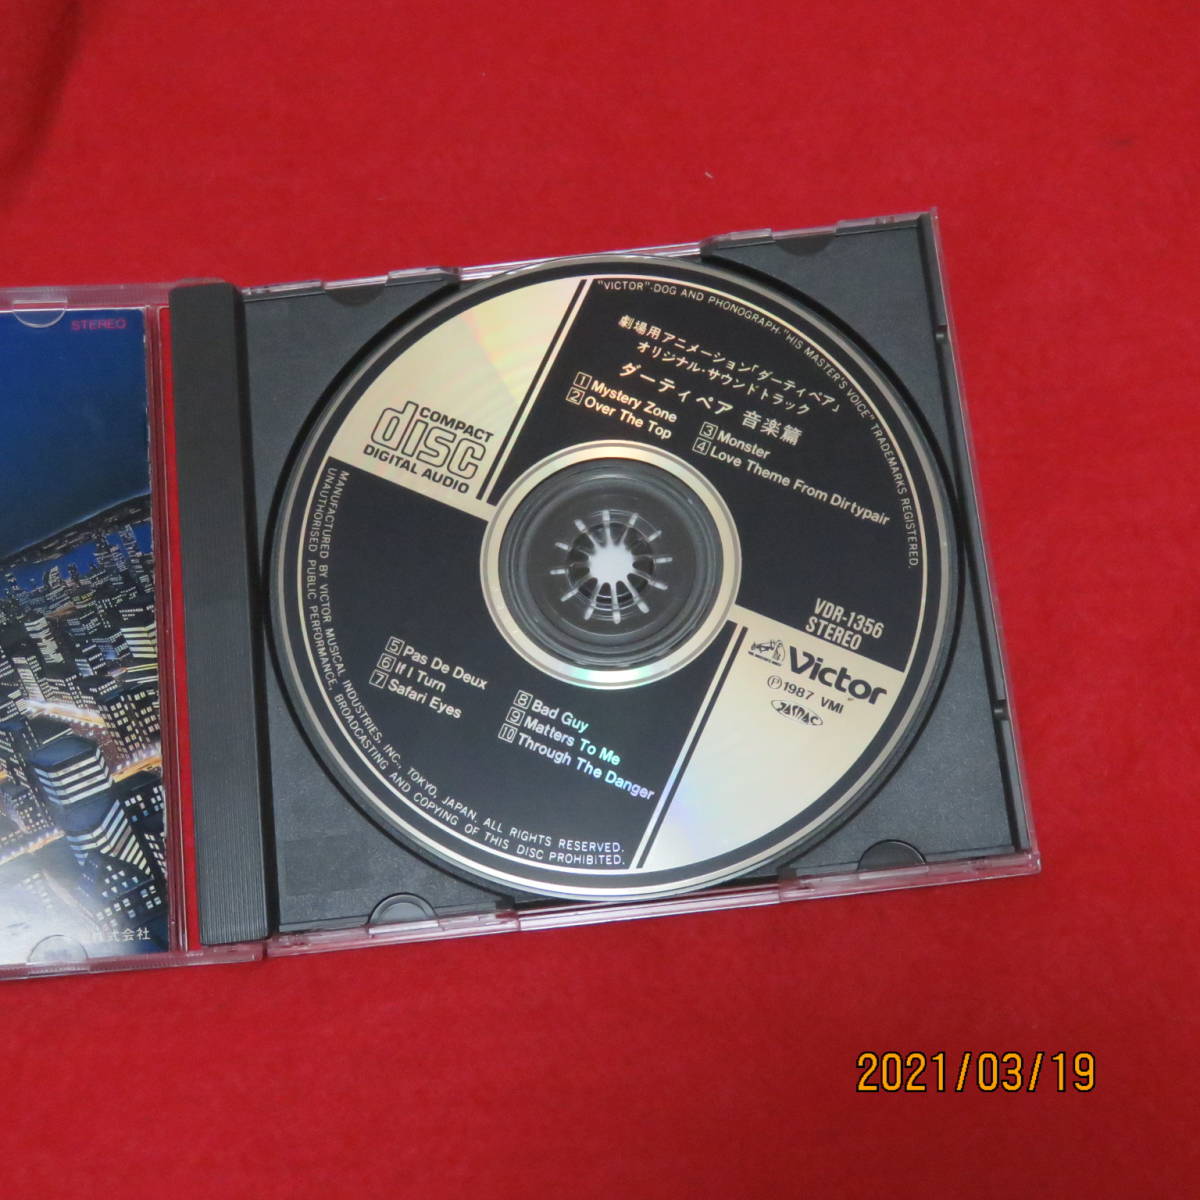 STEREO
株式会社
"VICTOR"-DOG AND PHONOGRAPH-"HIS MASTER'S VOICE" TRADEMARKS REGISTERED.
劇場用アニメーション「ダーティペア」
オリジナル・サウンドトラック
ダーティペア 音楽篇
1 Mystery Zone
2 Over The Top
3 Monster
4 Love Theme From Dirtypair
COMPACT
disc
DIGITAL AUDIO
VDR-1356
STEREO
Victor
Ⓟ1987 VMI
JASRAC
5 Pas De Deux
6 If I Turn
7 Safari Eyes
8 Bad Guy
9 Matters To Me
10 Through The Danger
MANUFACTURED BY VICTOR MUSICAL INDUSTRIES, INC., TOKYO, JAPAN. ALL RIGHTS RESERVED.
UNAUTHORISED PUBLIC PERFORMANCE, BROADCASTING AND COPYING OF THIS DISC PROHIBITED.
2021/03/19